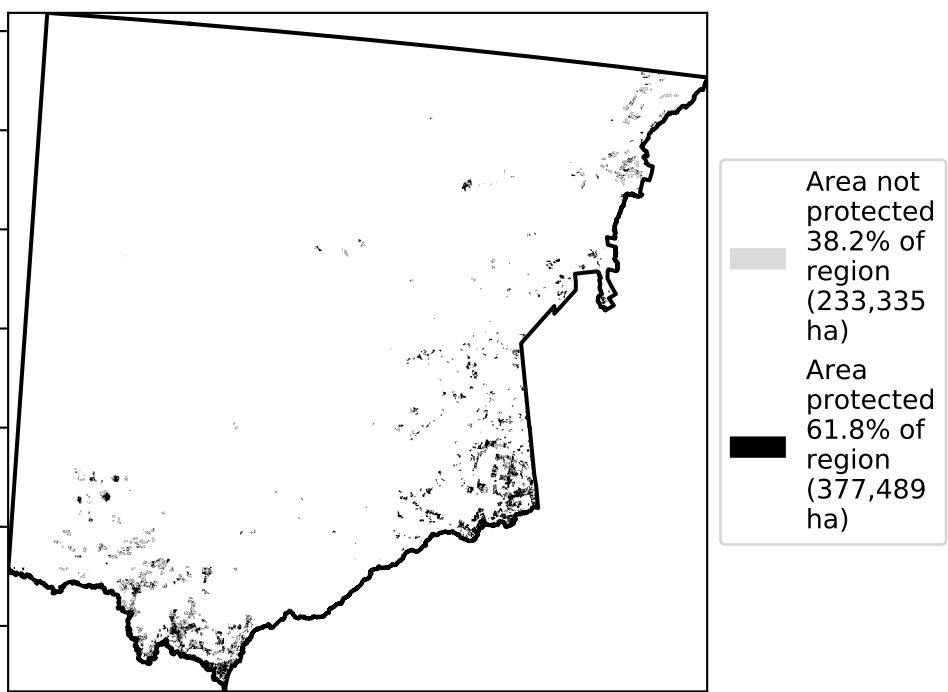 Area not
protected
38.2% of
region
(233,335
ha)
Area
protected
61.8% of
region
(377,489
ha)